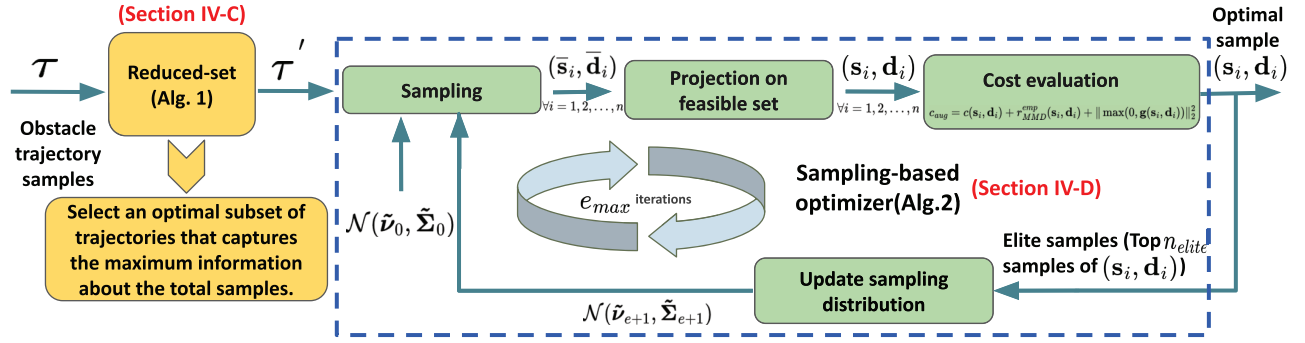 (Section IV-C)
τ
Obstacle
trajectory
samples
Reduced-set
(Alg. 1)
τ′
Select an optimal subset of
trajectories that captures
the maximum information
about the total samples.
Sampling
(s̅ᵢ, d̅ᵢ)
∀i = 1, 2, …, n
Projection on
feasible set
(sᵢ, dᵢ)
∀i = 1, 2, …, n
Cost evaluation
c_aug = c(sᵢ, dᵢ) + r^emp_MMD(sᵢ, dᵢ) + ‖ max(0, g(sᵢ, dᵢ))‖²₂
Optimal
sample
(sᵢ, dᵢ)
𝒩(ν̃₀, Σ̃₀)
e_max iterations
Sampling-based
optimizer(Alg.2)
(Section IV-D)
Elite samples (Top n_elite
samples of (sᵢ, dᵢ))
Update sampling
distribution
𝒩(ν̃ₑ₊₁, Σ̃ₑ₊₁)